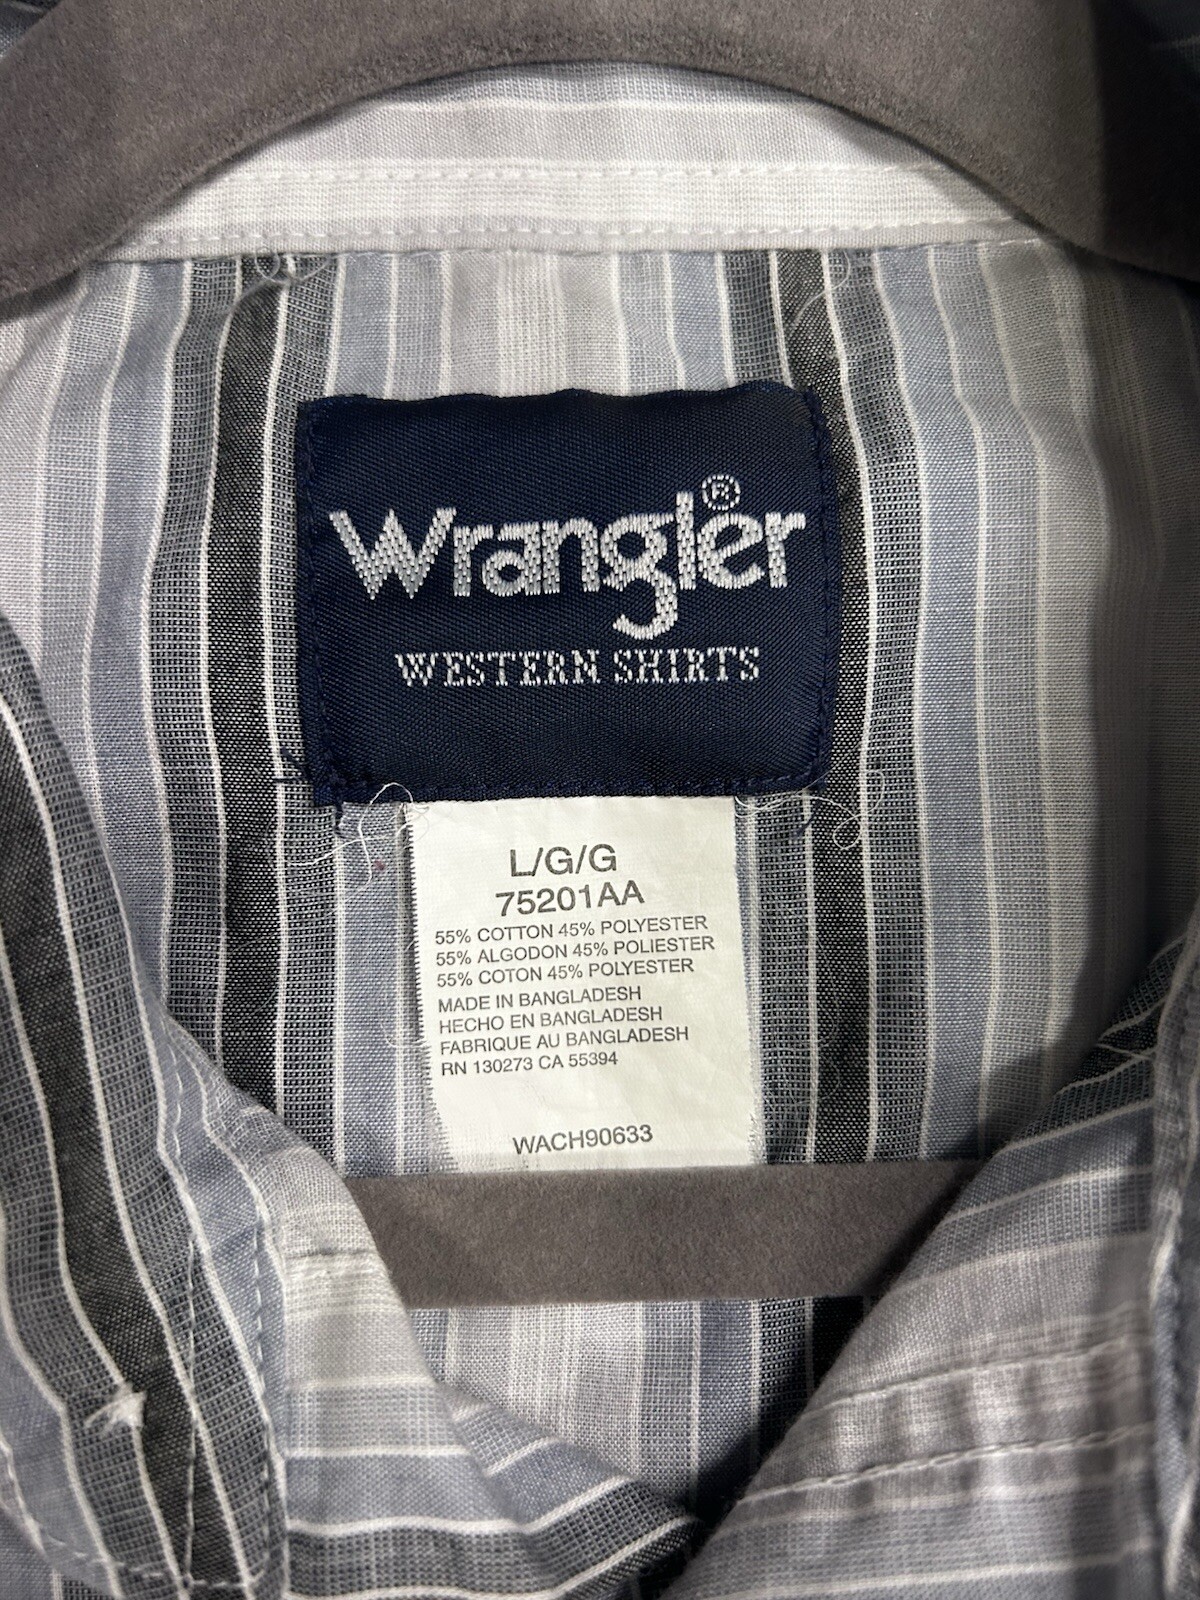 Wrangler®
WESTERN SHIRTS
L/G/G
75201AA
55% COTTON 45% POLYESTER
55% ALGODON 45% POLIESTER
55% COTON 45% POLYESTER
MADE IN BANGLADESH
HECHO EN BANGLADESH
FABRIQUE AU BANGLADESH
RN 130273 CA 55394
WACH90633